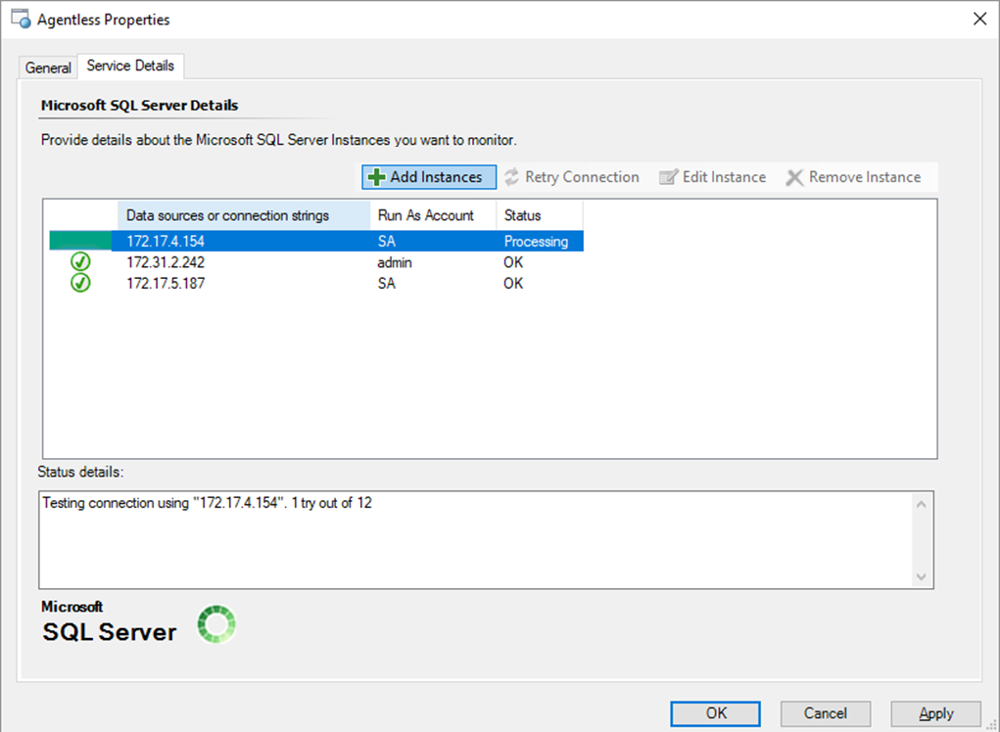 Agentless Properties
General Service Details
Microsoft SQL Server Details
Provide details about the Microsoft SQL Server Instances you want to monitor.
Add Instances Retry Connection Edit Instance Remove Instance
Data sources or connection strings Run As Account Status
172.17.4.154 SA Processing
172.31.2.242 admin OK
172.17.5.187 SA OK
Status details:
Testing connection using "172.17.4.154". 1 try out of 12
Microsoft
SQL Server
OK Cancel Apply